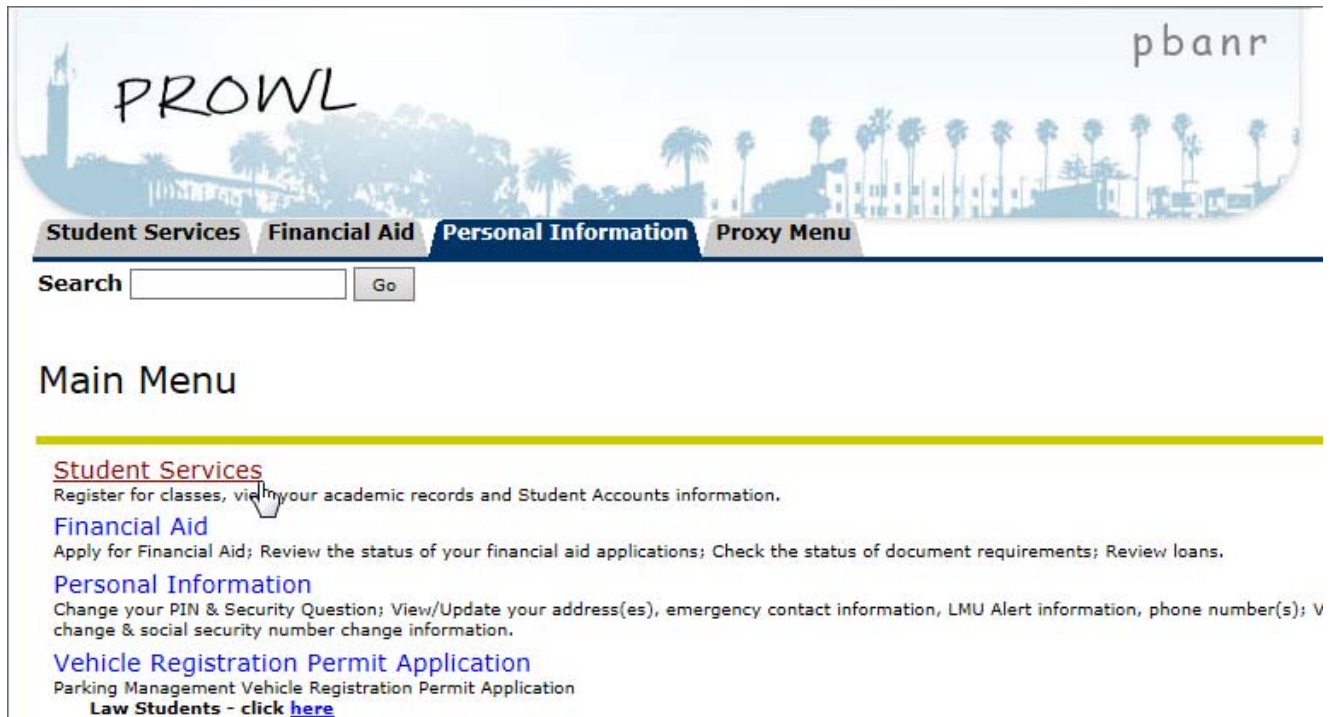 pbanr
PROWL
Student Services Financial Aid Personal Information Proxy Menu
Search Go
Main Menu
Student Services
Register for classes, view your academic records and Student Accounts information.
Financial Aid
Apply for Financial Aid; Review the status of your financial aid applications; Check the status of document requirements; Review loans.
Personal Information
Change your PIN & Security Question; View/Update your address(es), emergency contact information, LMU Alert information, phone number(s);
change & social security number change information.
Vehicle Registration Permit Application
Parking Management Vehicle Registration Permit Application
Law Students - click here